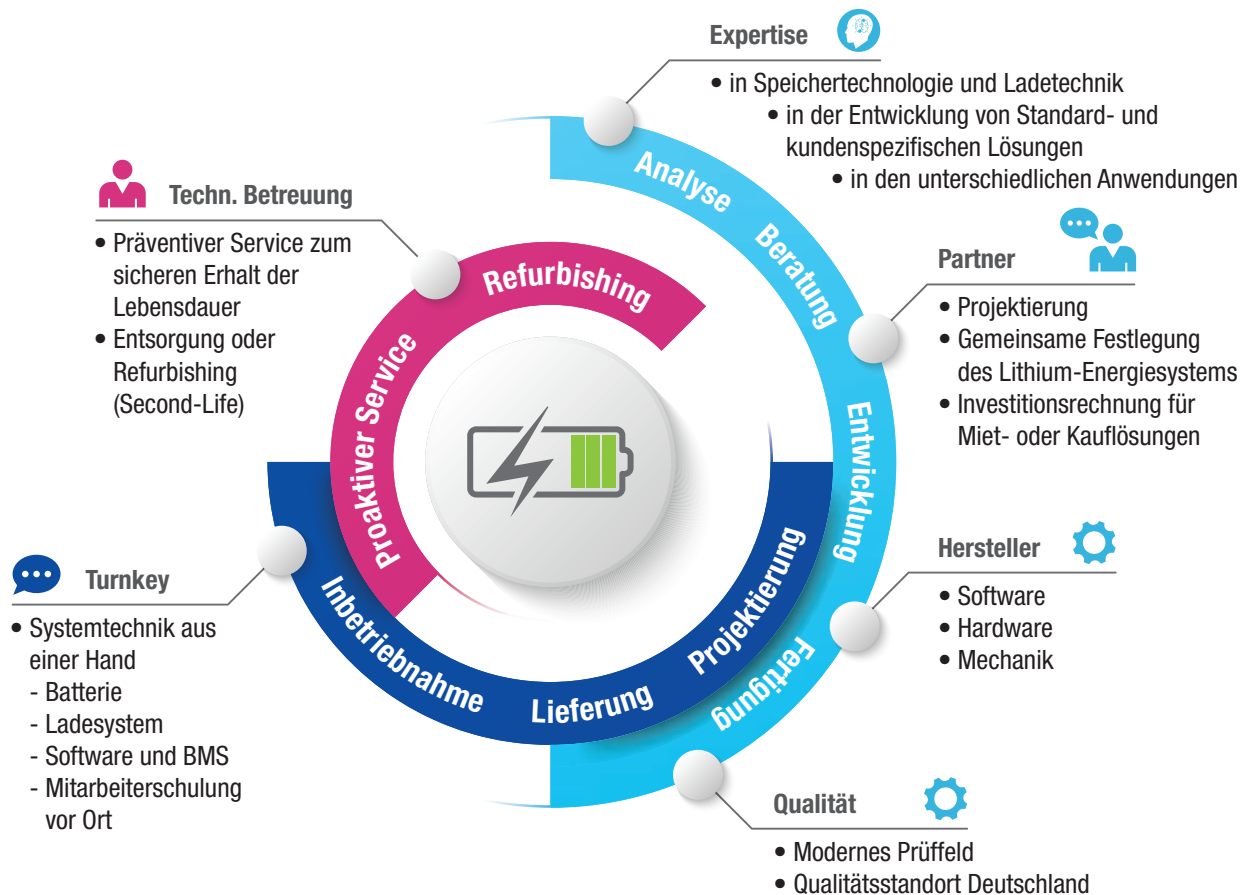 Expertise
• in Speichertechnologie und Ladetechnik
• in der Entwicklung von Standard- und
kundenspezifischen Lösungen
• in den unterschiedlichen Anwendungen
Partner
• Projektierung
• Gemeinsame Festlegung
des Lithium-Energiesystems
• Investitionsrechnung für
Miet- oder Kauflösungen
Hersteller
• Software
• Hardware
• Mechanik
Qualität
• Modernes Prüffeld
• Qualitätsstandort Deutschland
Turnkey
• Systemtechnik aus
einer Hand
- Batterie
- Ladesystem
- Software und BMS
- Mitarbeiterschulung
vor Ort
Techn. Betreuung
• Präventiver Service zum
sicheren Erhalt der
Lebensdauer
• Entsorgung oder
Refurbishing
(Second-Life)
Analyse
Beratung
Entwicklung
Fertigung
Projektierung
Lieferung
Inbetriebnahme
Proaktiver Service
Refurbishing